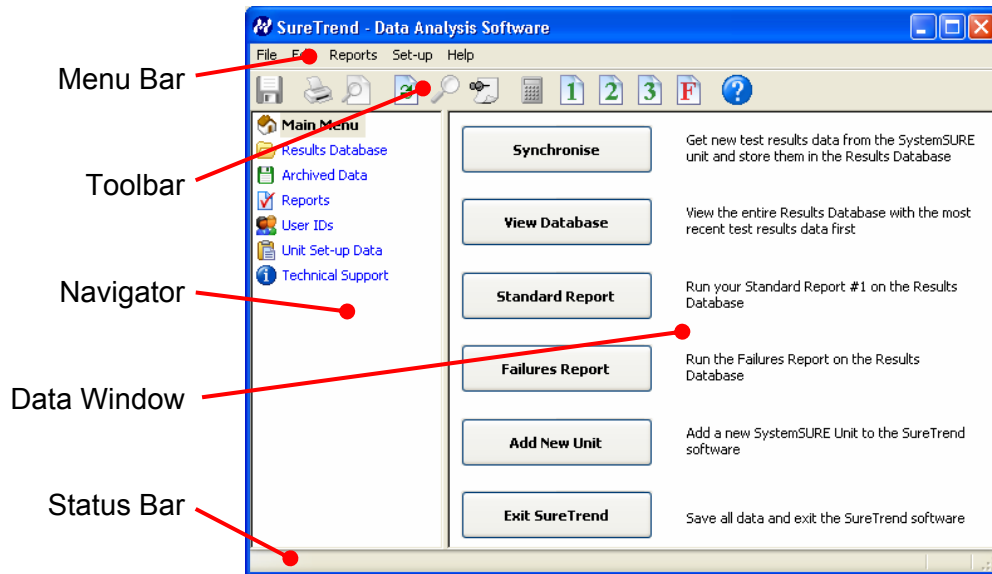 SureTrend - Data Analysis Software
File Edit Reports Set-up Help
Menu Bar
1 2 3 F ?
Toolbar
Main Menu
Results Database
Archived Data
Reports
User IDs
Unit Set-up Data
Technical Support
Navigator
Data Window
Status Bar
Synchronise
Get new test results data from the SystemSURE
unit and store them in the Results Database
View Database
View the entire Results Database with the most
recent test results data first
Standard Report
Run your Standard Report #1 on the Results
Database
Failures Report
Run the Failures Report on the Results
Database
Add New Unit
Add a new SystemSURE Unit to the SureTrend
software
Exit SureTrend
Save all data and exit the SureTrend software